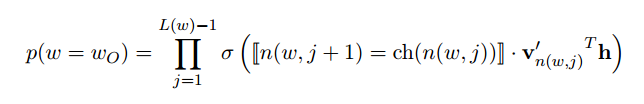 p(w = w_O) = \prod_{j=1}^{L(w)-1} \sigma \left( [\![ n(w, j + 1) = \mathrm{ch}(n(w, j)) ]\!] \cdot {\mathbf{v}'_{n(w,j)}}^T \mathbf{h} \right)